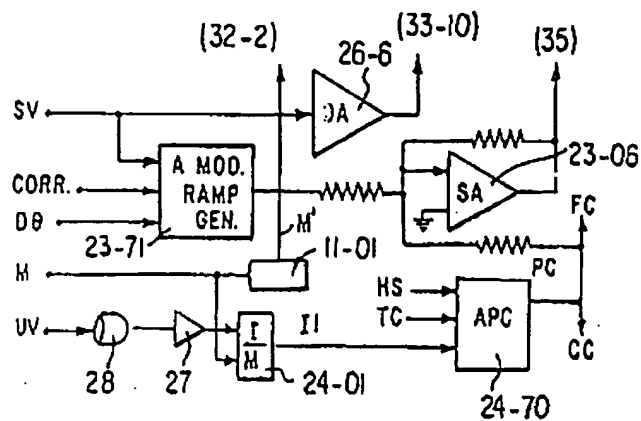 (32-2)
(33-10)
(35)
26-6
SV
DA
A MOD.
RAMP
GEN.
CORR.
Dθ
23-71
SA
23-06
M'
11-01
FC
M
PC
HS
TC
APC
UV
I
M
I1
28
27
24-01
CC
24-70